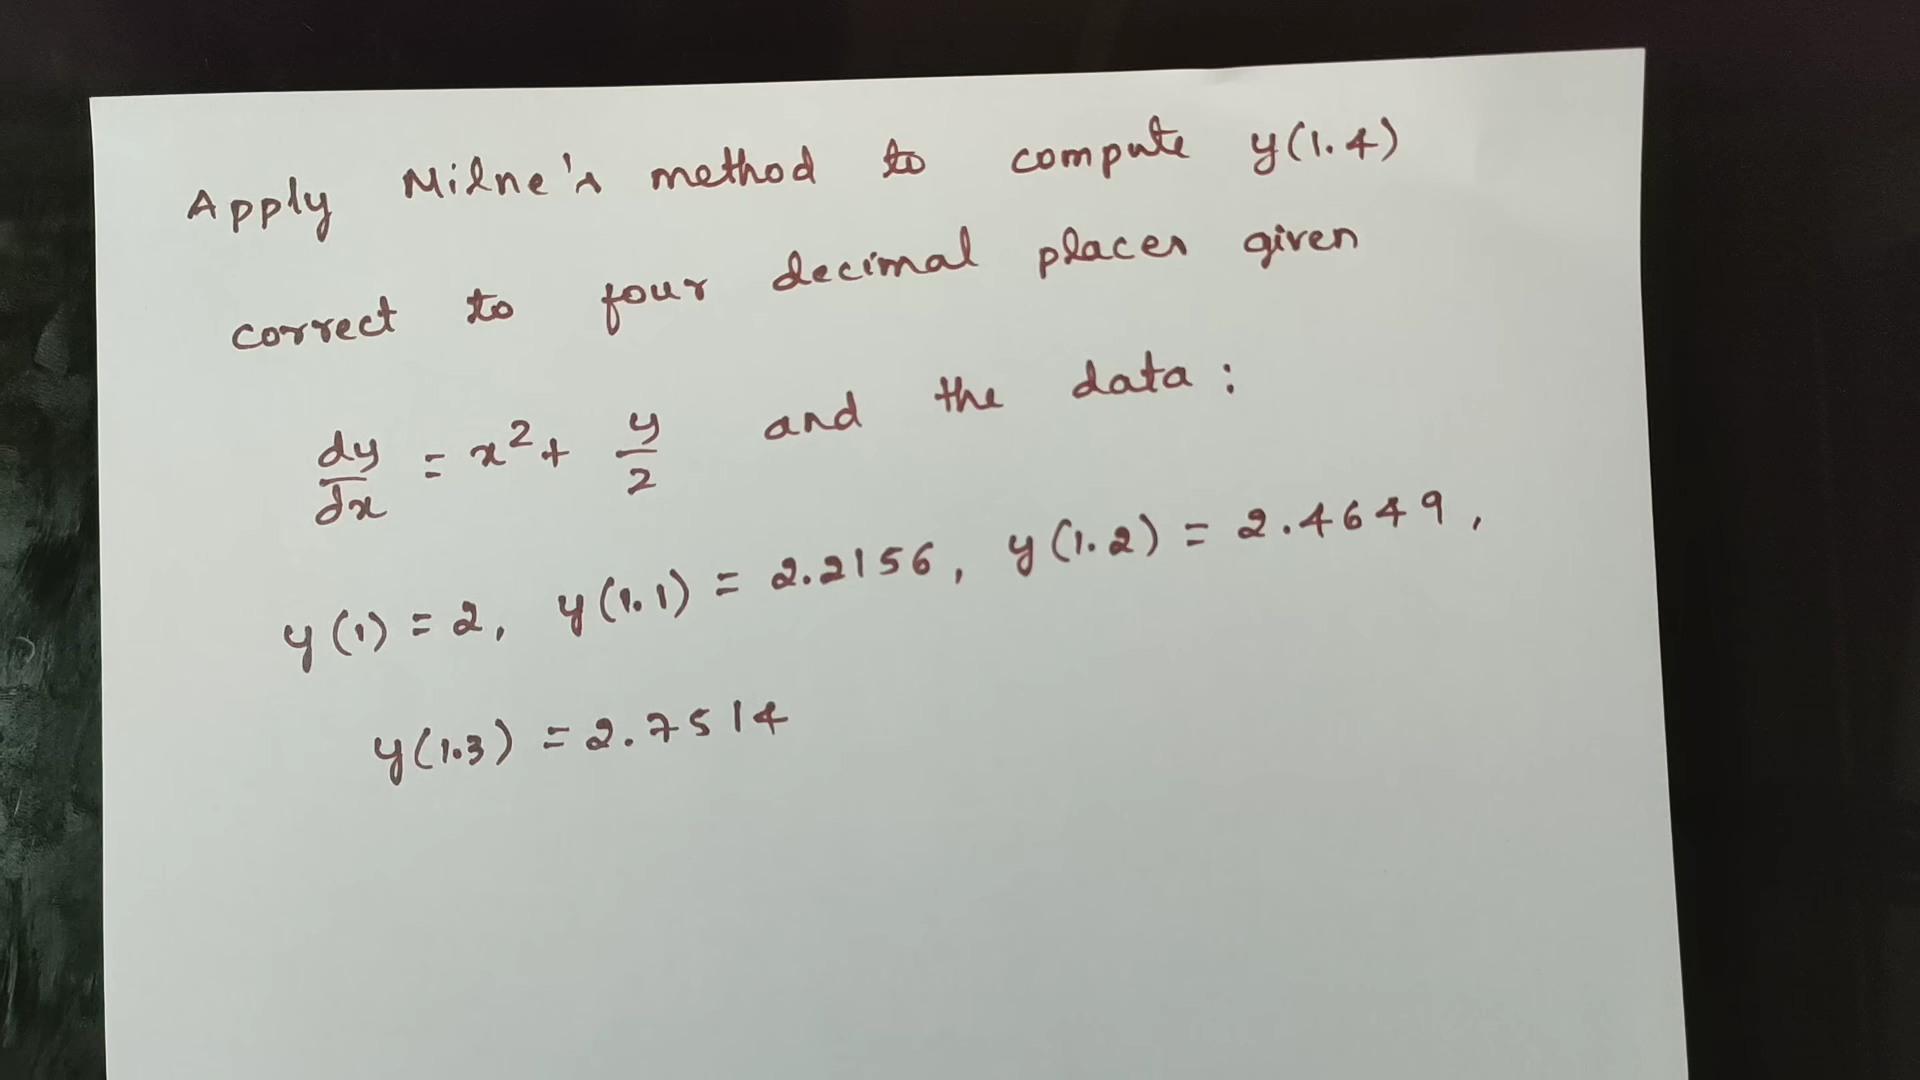 Apply Milne's method to compute y(1.4)
correct to four decimal places given
dy/dx = x² + y/2 and the data :
y(1) = 2, y(1.1) = 2.2156, y(1.2) = 2.4649,
y(1.3) = 2.7514